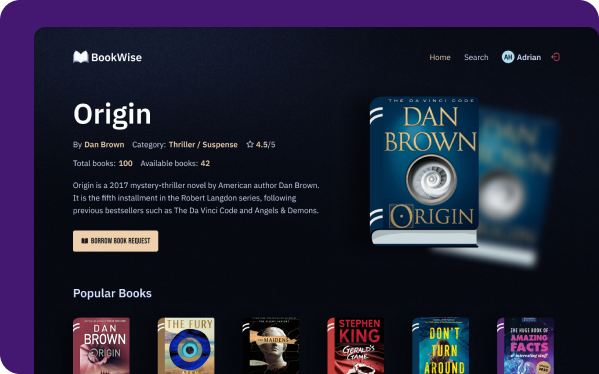 BookWise
Home Search AH Adrian
Origin
By Dan Brown Category: Thriller / Suspense 4.5/5
Total books: 100 Available books: 42
Origin is a 2017 mystery-thriller novel by American author Dan Brown.
It is the fifth installment in the Robert Langdon series, following
previous bestsellers such as The Da Vinci Code and Angels & Demons.
BORROW BOOK REQUEST
THE DA VINCI CODE
DAN
BROWN
ORIGIN
Popular Books
DAN
BROWN
ORIGIN
THE FURY
THE MAIDENS
STEPHEN
KING
GERALD'S
GAME
DON'T
TURN
AROUND
THE HUGE BOOK OF
AMAZING
FACTS
& interesting stuff